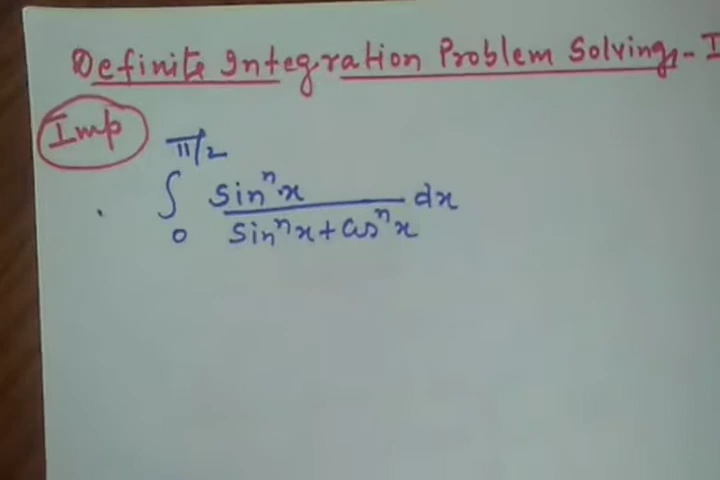 Definite Integration Problem Solving - I
Imp
π/2
∫ sinⁿx / sinⁿx + cosⁿx dx
0